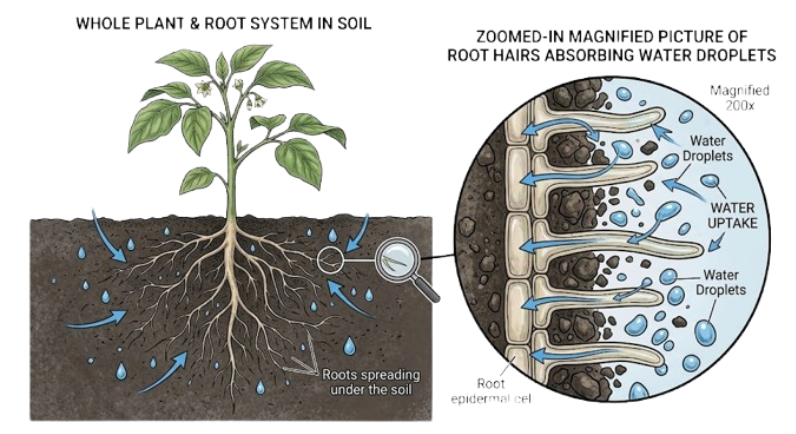 WHOLE PLANT & ROOT SYSTEM IN SOIL
ZOOMED-IN MAGNIFIED PICTURE OF
ROOT HAIRS ABSORBING WATER DROPLETS
Magnified
200x
Water
Droplets
WATER
UPTAKE
Water
Droplets
Roots spreading
under the soil
Root
epidermal cel